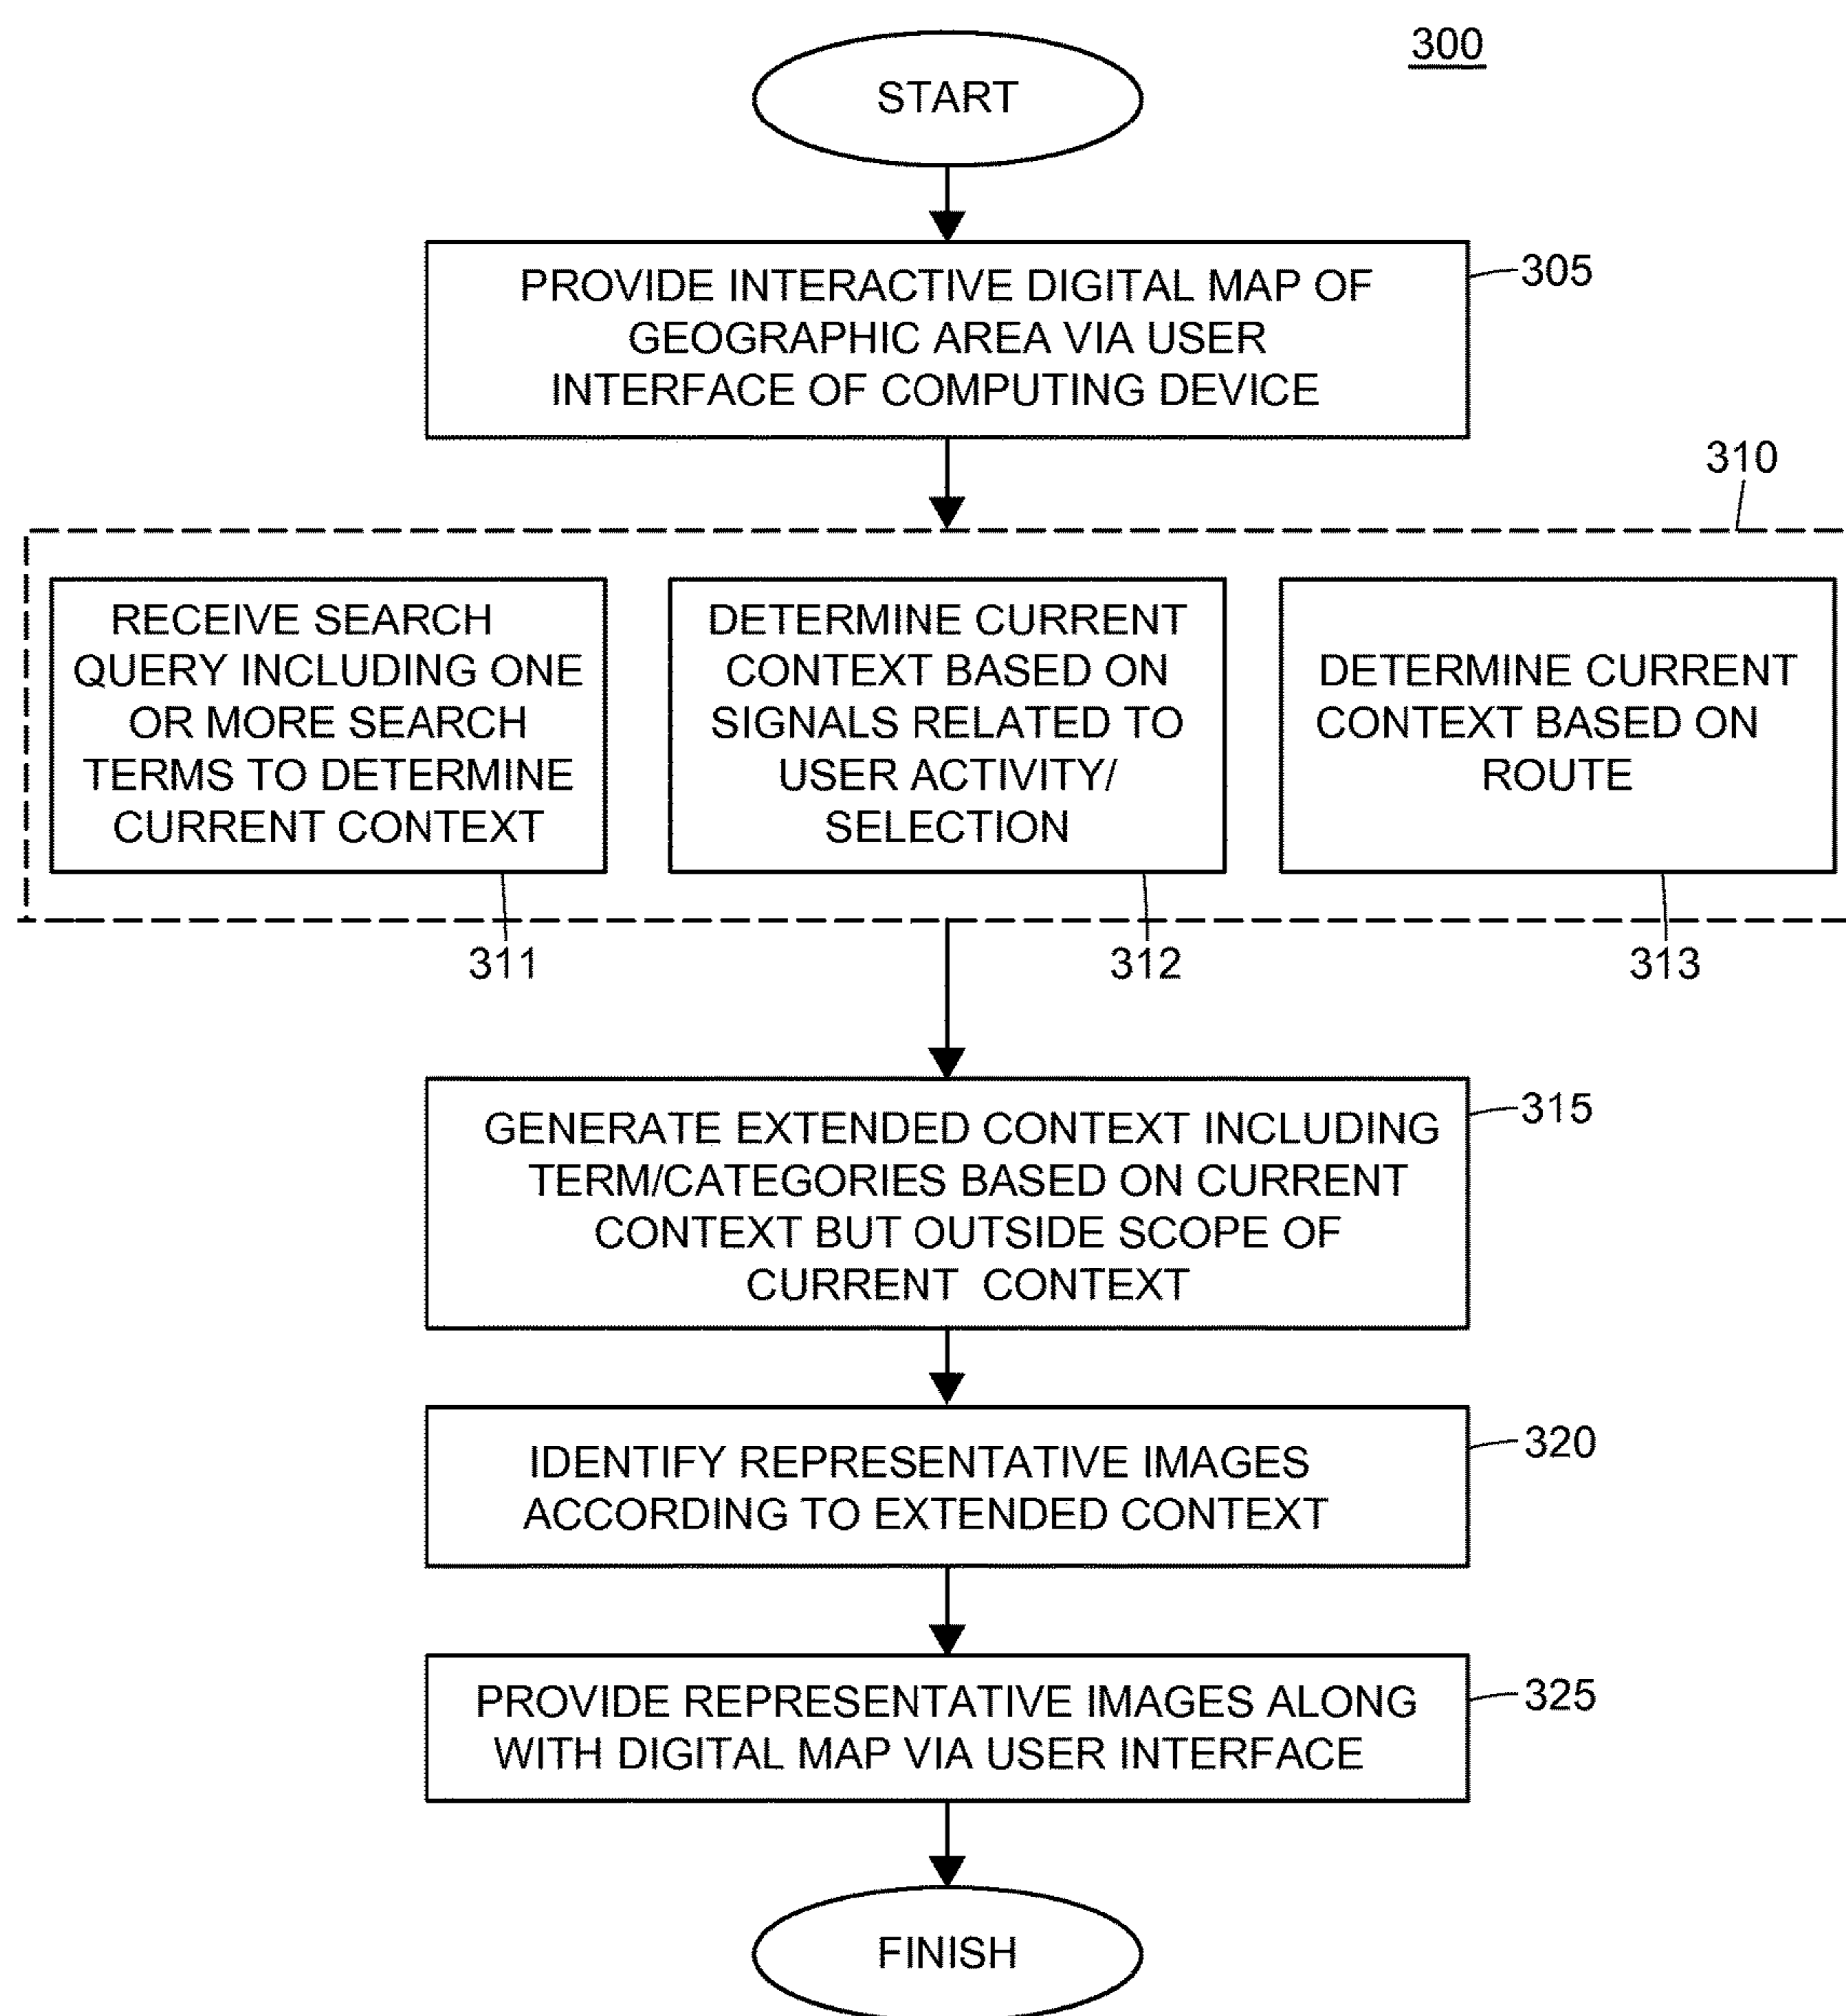 300
START
PROVIDE INTERACTIVE DIGITAL MAP OF
GEOGRAPHIC AREA VIA USER
INTERFACE OF COMPUTING DEVICE
305
310
RECEIVE SEARCH
QUERY INCLUDING ONE
OR MORE SEARCH
TERMS TO DETERMINE
CURRENT CONTEXT
311
DETERMINE CURRENT
CONTEXT BASED ON
SIGNALS RELATED TO
USER ACTIVITY/
SELECTION
312
DETERMINE CURRENT
CONTEXT BASED ON
ROUTE
313
GENERATE EXTENDED CONTEXT INCLUDING
TERM/CATEGORIES BASED ON CURRENT
CONTEXT BUT OUTSIDE SCOPE OF
CURRENT CONTEXT
315
IDENTIFY REPRESENTATIVE IMAGES
ACCORDING TO EXTENDED CONTEXT
320
PROVIDE REPRESENTATIVE IMAGES ALONG
WITH DIGITAL MAP VIA USER INTERFACE
325
FINISH